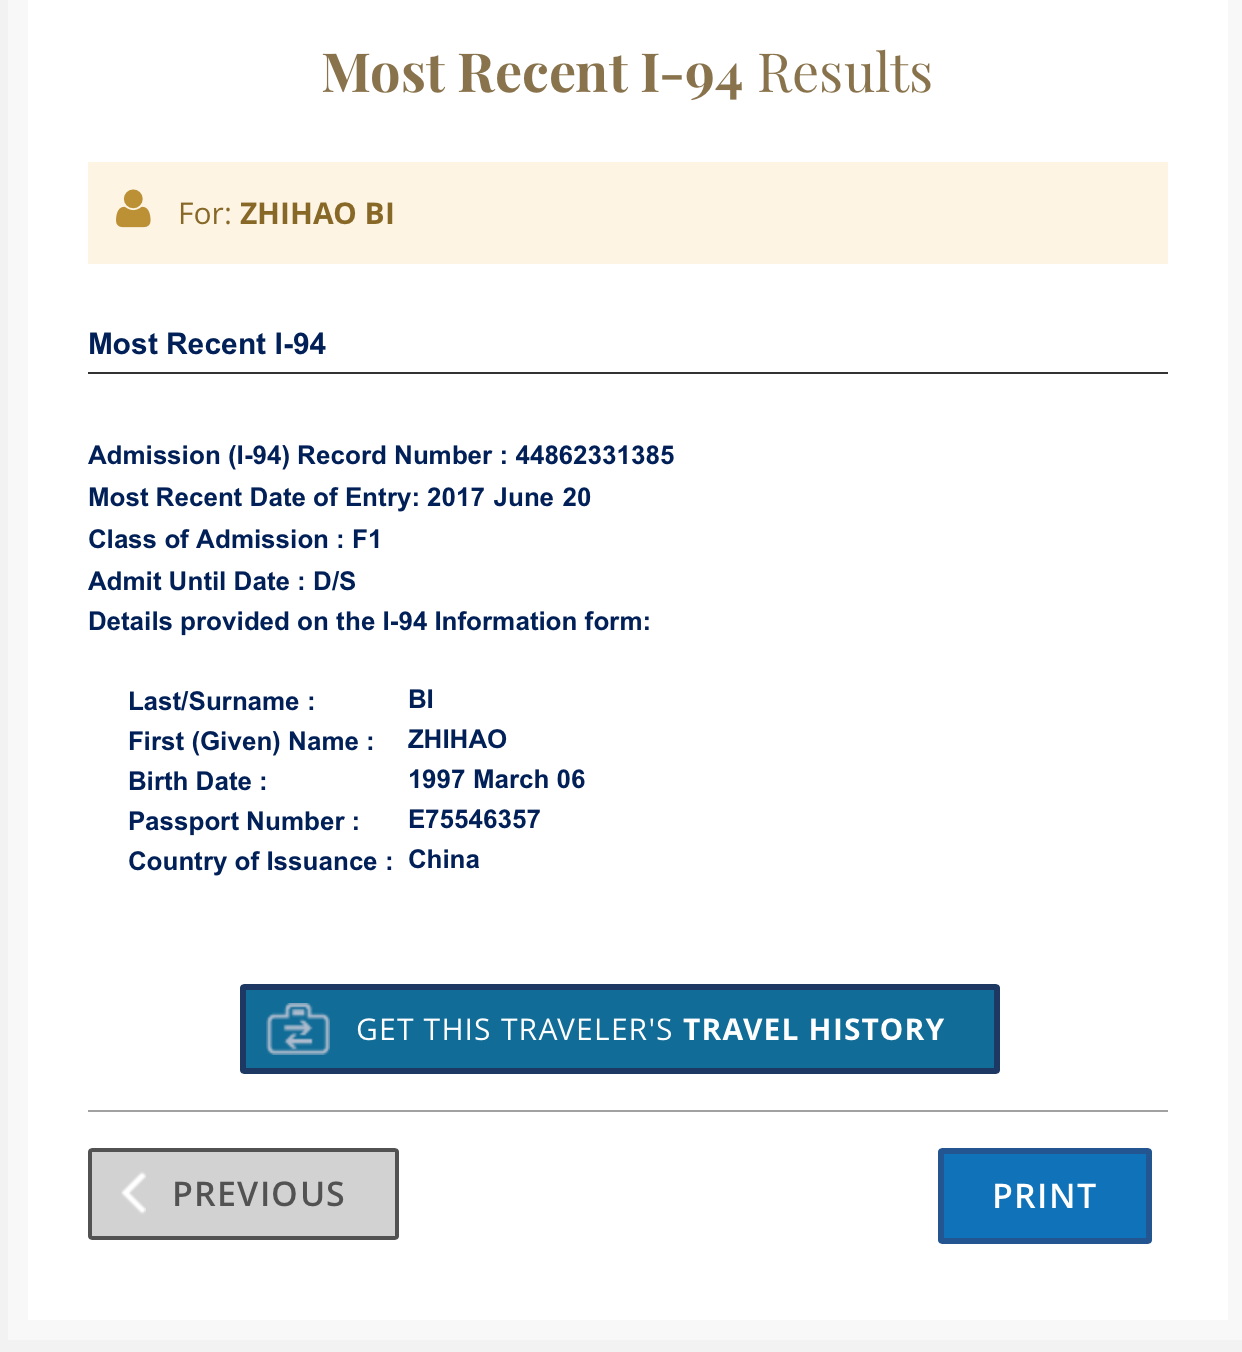 Most Recent I-94 Results
For: ZHIHAO BI
Most Recent I-94
Admission (I-94) Record Number : 44862331385
Most Recent Date of Entry: 2017 June 20
Class of Admission : F1
Admit Until Date : D/S
Details provided on the I-94 Information form:
Last/Surname : BI
First (Given) Name : ZHIHAO
Birth Date : 1997 March 06
Passport Number : E75546357
Country of Issuance : China
GET THIS TRAVELER'S TRAVEL HISTORY
PREVIOUS
PRINT